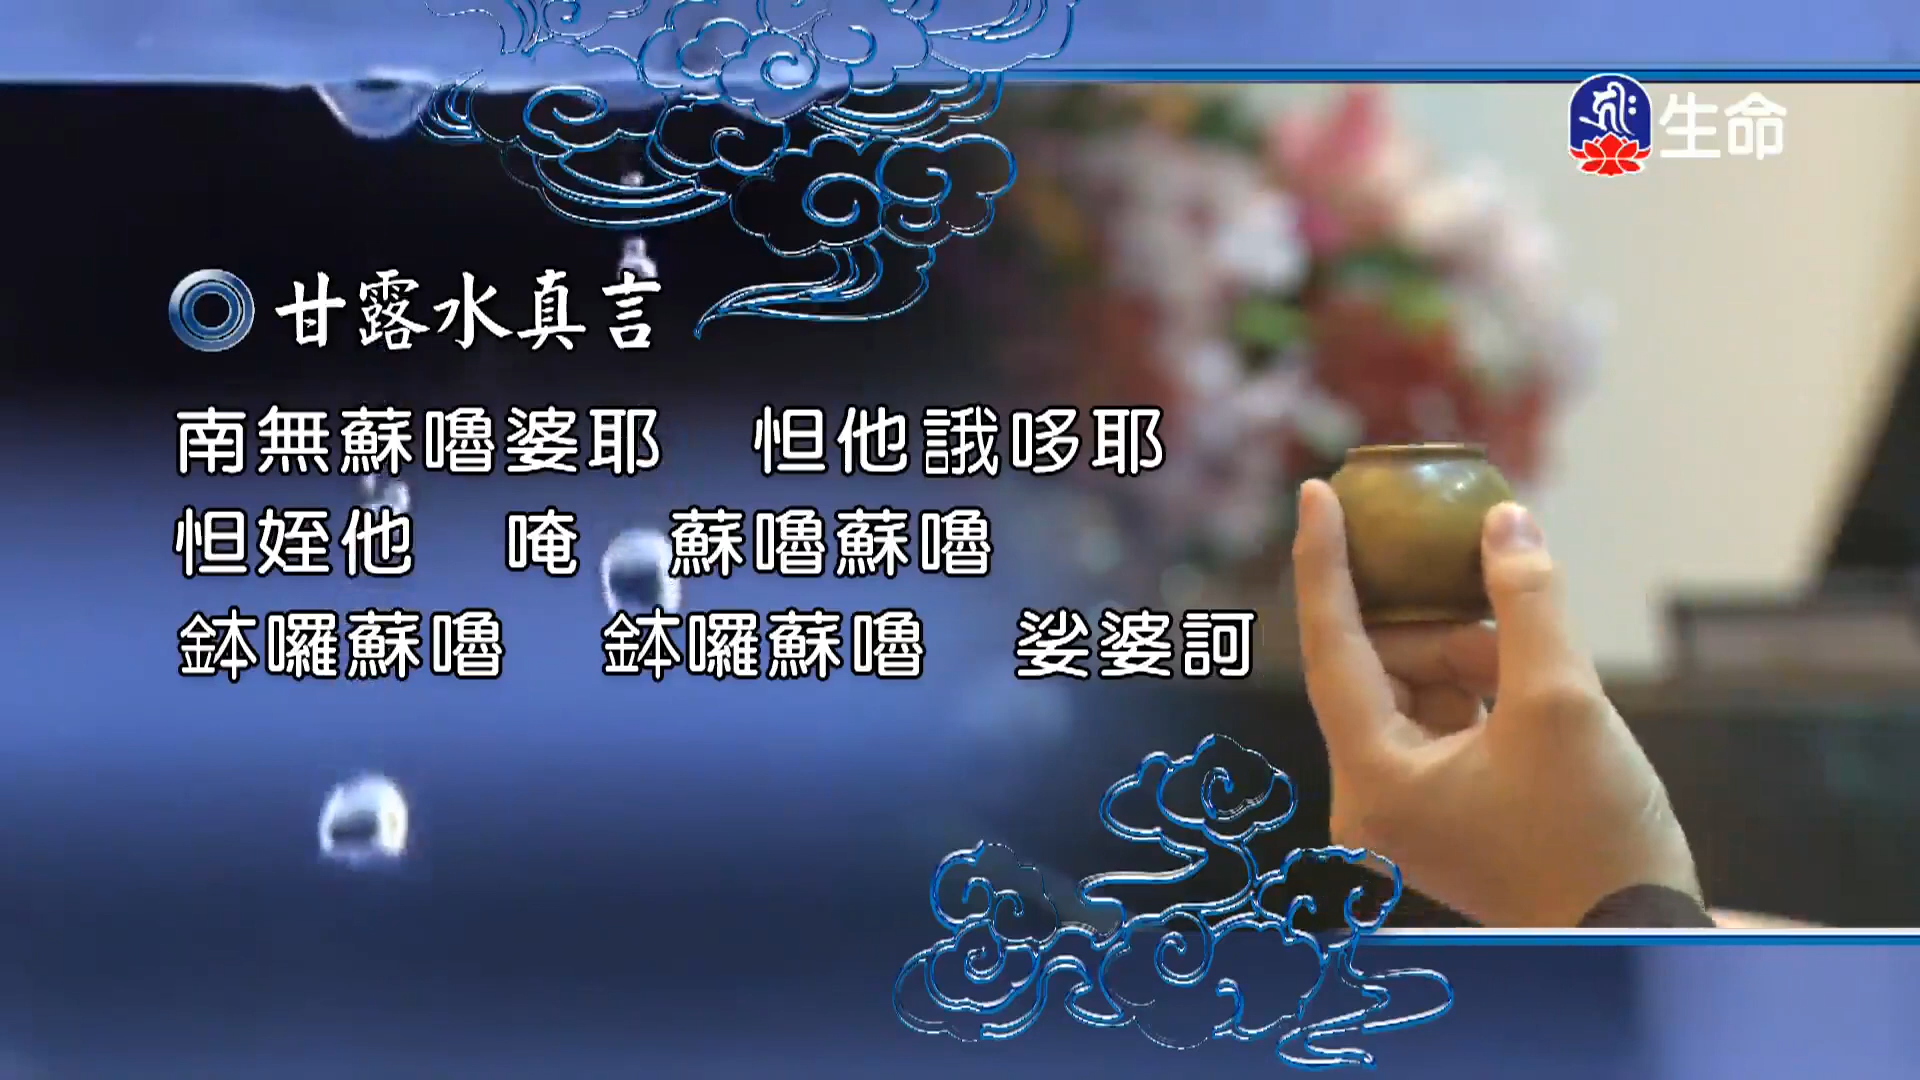 生命
甘露水真言
南無蘇嚕婆耶　怛他誐哆耶
怛姪他　唵　蘇嚕蘇嚕
鉢囉蘇嚕　鉢囉蘇嚕　娑婆訶